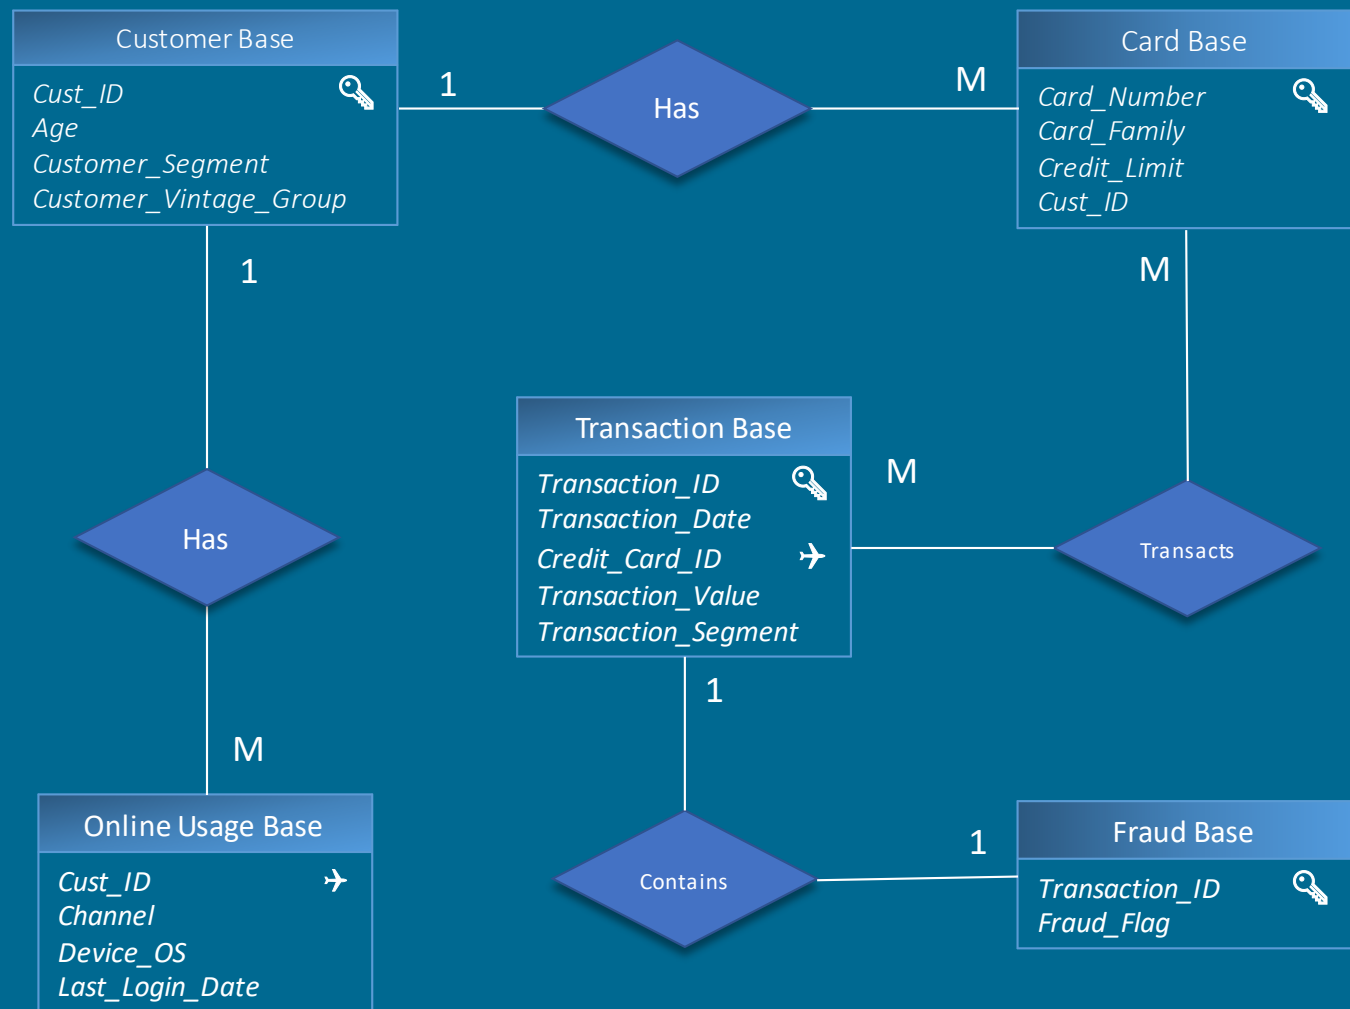 Customer Base
Cust_ID
Age
Customer_Segment
Customer_Vintage_Group
1
Has
M
Card Base
Card_Number
Card_Family
Credit_Limit
Cust_ID
1
M
Transaction Base
Transaction_ID
Transaction_Date
Credit_Card_ID
Transaction_Value
Transaction_Segment
M
Has
Transacts
1
M
Online Usage Base
Cust_ID
Channel
Device_OS
Last_Login_Date
Contains
1
Fraud Base
Transaction_ID
Fraud_Flag